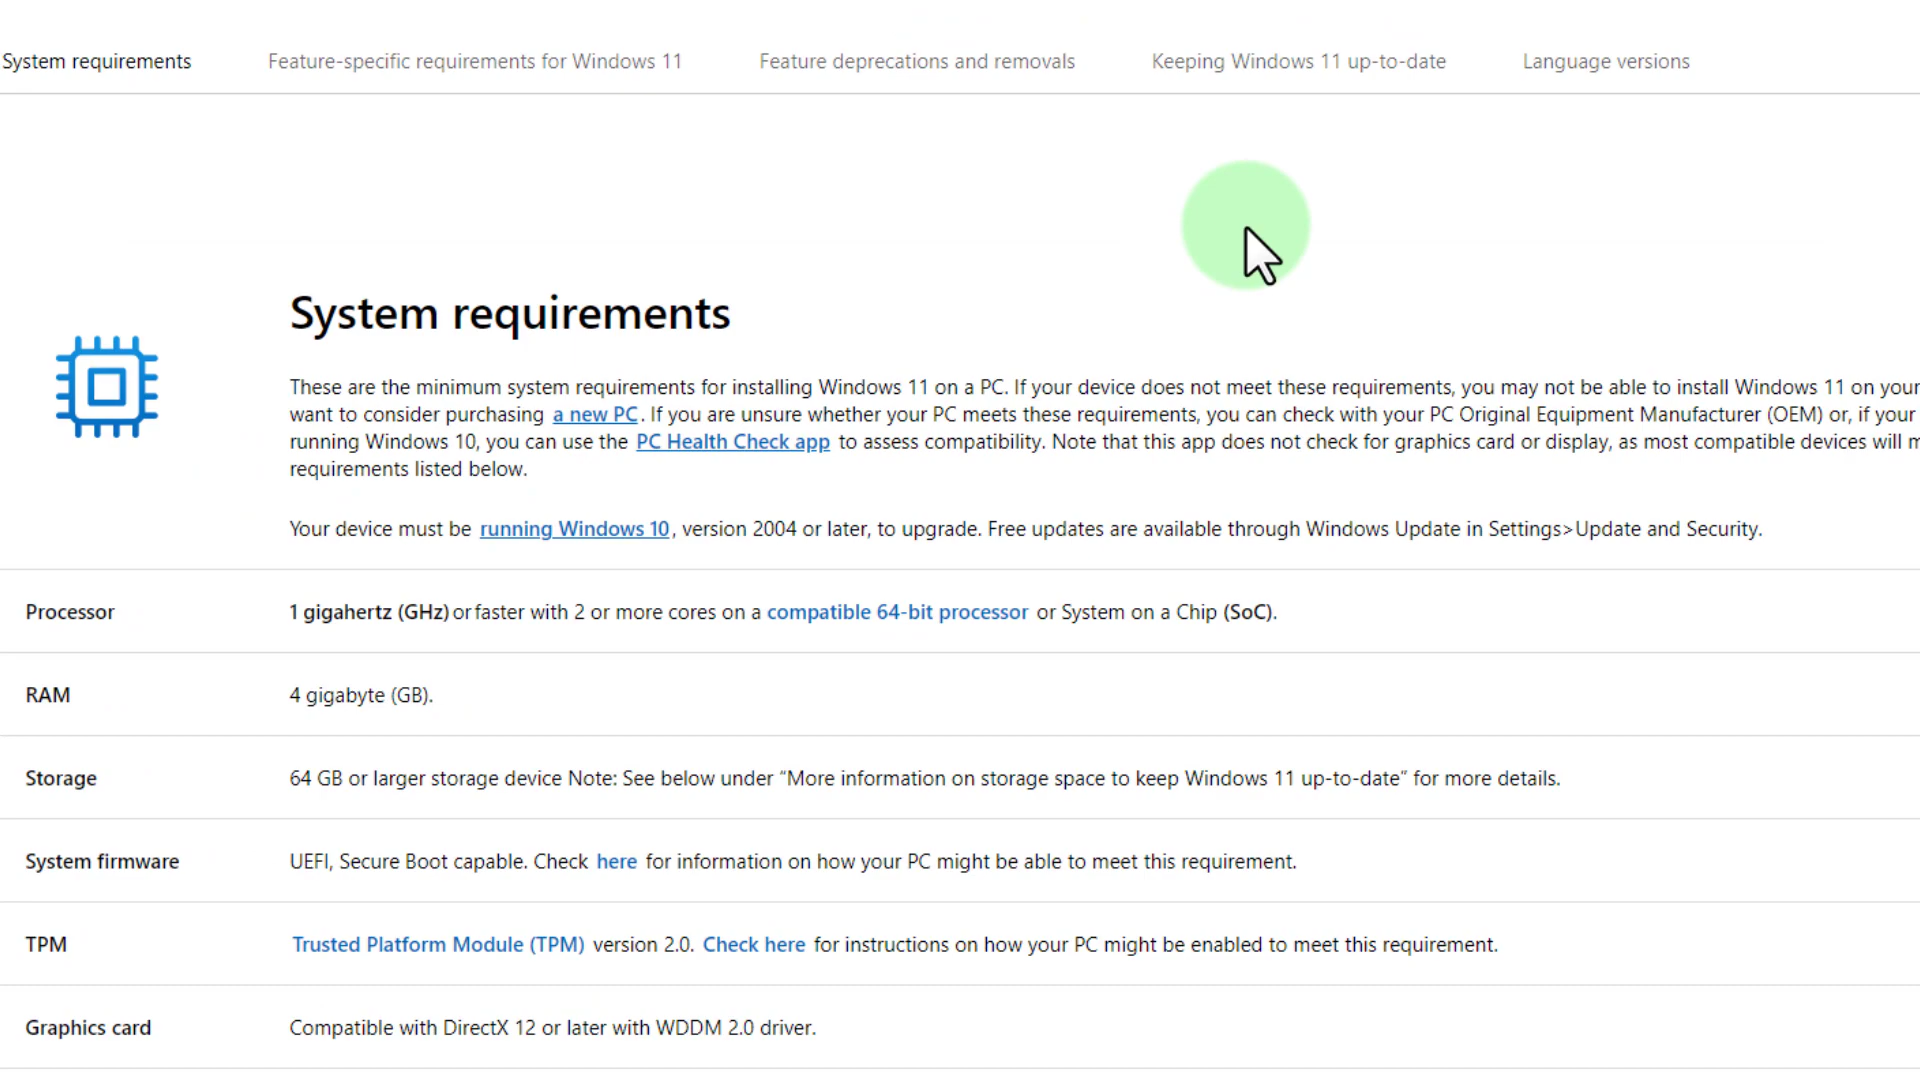 System requirements Feature-specific requirements for Windows 11 Feature deprecations and removals Keeping Windows 11 up-to-date Language versions
System requirements
These are the minimum system requirements for installing Windows 11 on a PC. If your device does not meet these requirements, you may not be able to install Windows 11 on your
want to consider purchasing a new PC. If you are unsure whether your PC meets these requirements, you can check with your PC Original Equipment Manufacturer (OEM) or, if your
running Windows 10, you can use the PC Health Check app to assess compatibility. Note that this app does not check for graphics card or display, as most compatible devices will
requirements listed below.
Your device must be running Windows 10, version 2004 or later, to upgrade. Free updates are available through Windows Update in Settings>Update and Security.
Processor 1 gigahertz (GHz) or faster with 2 or more cores on a compatible 64-bit processor or System on a Chip (SoC).
RAM 4 gigabyte (GB).
Storage 64 GB or larger storage device Note: See below under “More information on storage space to keep Windows 11 up-to-date” for more details.
System firmware UEFI, Secure Boot capable. Check here for information on how your PC might be able to meet this requirement.
TPM Trusted Platform Module (TPM) version 2.0. Check here for instructions on how your PC might be enabled to meet this requirement.
Graphics card Compatible with DirectX 12 or later with WDDM 2.0 driver.